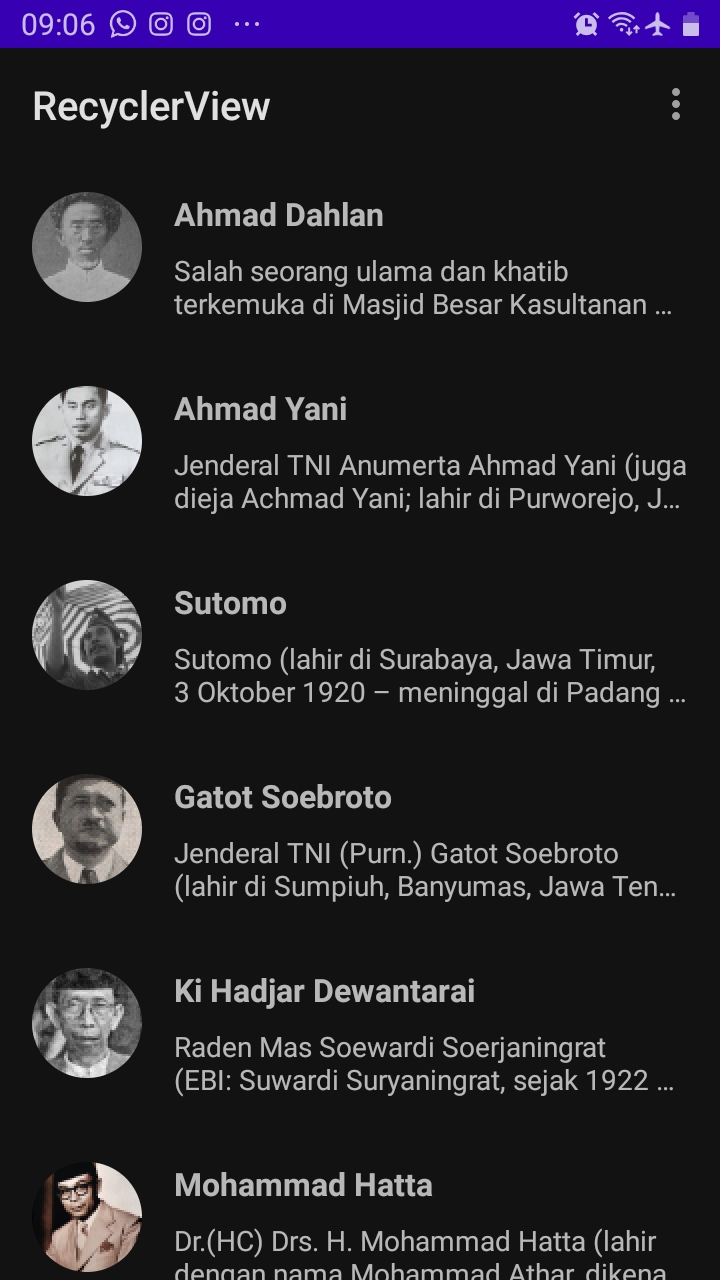 09:06
RecyclerView
Ahmad Dahlan
Salah seorang ulama dan khatib
terkemuka di Masjid Besar Kasultanan ...
Ahmad Yani
Jenderal TNI Anumerta Ahmad Yani (juga
dieja Achmad Yani; lahir di Purworejo, J...
Sutomo
Sutomo (lahir di Surabaya, Jawa Timur,
3 Oktober 1920 – meninggal di Padang ...
Gatot Soebroto
Jenderal TNI (Purn.) Gatot Soebroto
(lahir di Sumpiuh, Banyumas, Jawa Ten...
Ki Hadjar Dewantarai
Raden Mas Soewardi Soerjaningrat
(EBI: Suwardi Suryaningrat, sejak 1922 ...
Mohammad Hatta
Dr.(HC) Drs. H. Mohammad Hatta (lahir
dengan nama Mohammad Athar, dikena